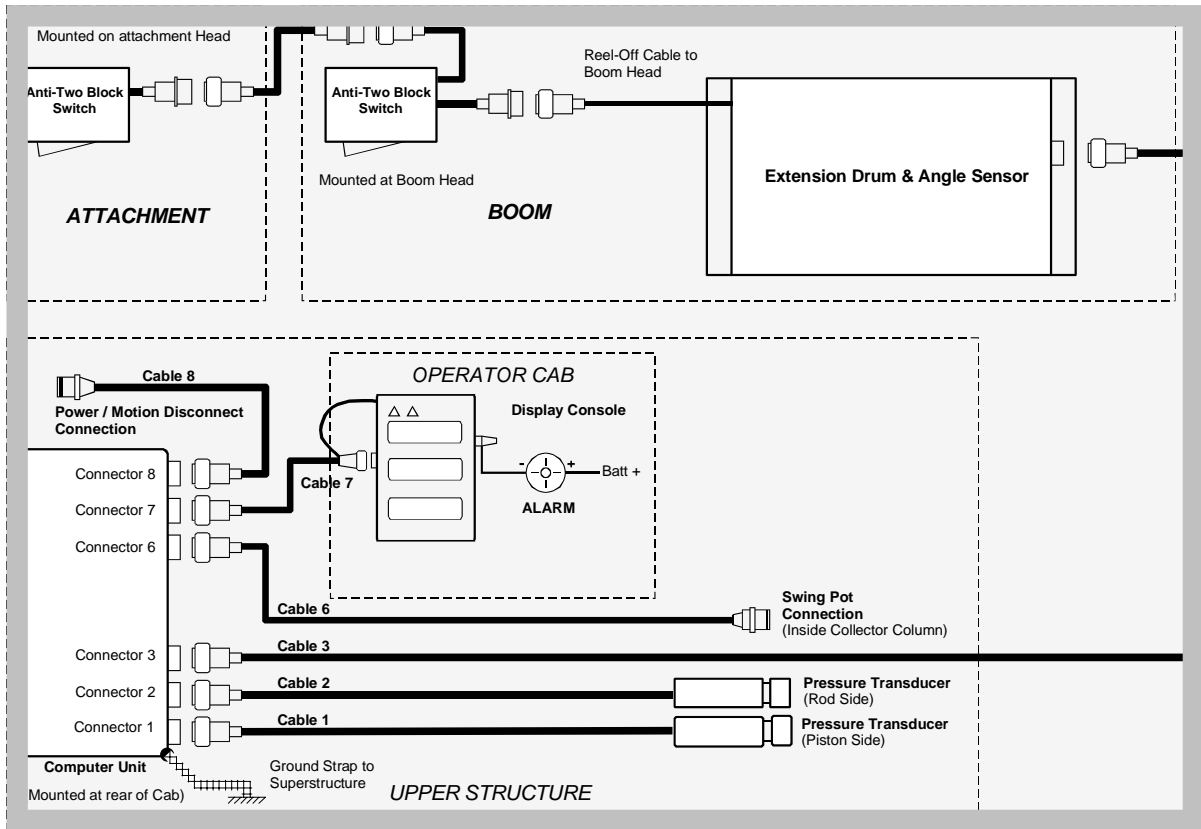 Mounted on attachment Head
Anti-Two Block
Switch
ATTACHMENT
Anti-Two Block
Switch
Mounted at Boom Head
BOOM
Reel-Off Cable to
Boom Head
Extension Drum & Angle Sensor
Cable 8
Power / Motion Disconnect
Connection
OPERATOR CAB
Display Console
- +
Batt +
ALARM
Cable 7
Connector 8
Connector 7
Connector 6
Cable 6
Swing Pot
Connection
(Inside Collector Column)
Connector 3
Cable 3
Connector 2
Cable 2
Pressure Transducer
(Rod Side)
Connector 1
Cable 1
Pressure Transducer
(Piston Side)
Computer Unit
Mounted at rear of Cab)
Ground Strap to
Superstructure
UPPER STRUCTURE